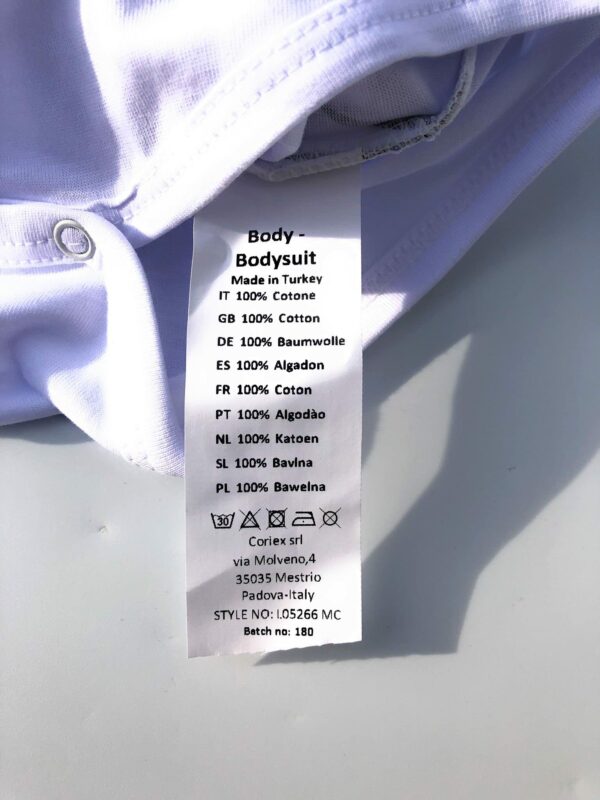 Body -
Bodysuit
Made in Turkey
IT 100% Cotone
GB 100% Cotton
DE 100% Baumwolle
ES 100% Algadon
FR 100% Coton
PT 100% Algodào
NL 100% Katoen
SL 100% Bavlna
PL 100% Bawelna
30
Coriex srl
via Molveno,4
35035 Mestrio
Padova-Italy
STYLE NO: L05266 MC
Batch no: 180